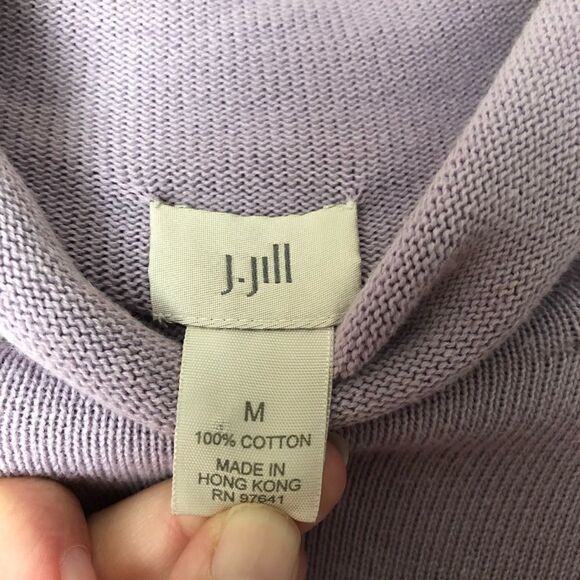 J.Jill
M
100% COTTON
MADE IN
HONG KONG
RN 97641